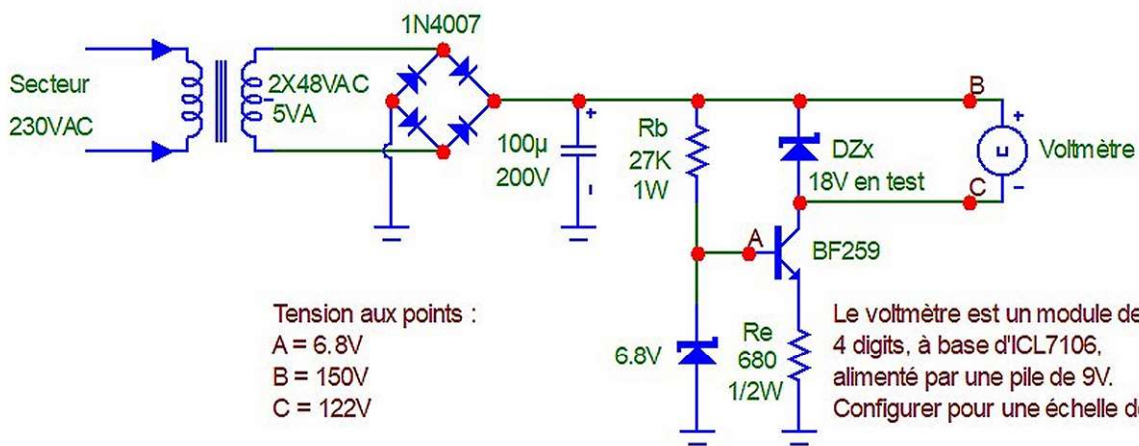 1N4007
Secteur
230VAC
2X48VAC
5VA
100µ
200V
+
-
Rb
27K
1W
DZx
18V en test
B
C
+
u
-
Voltmètre
A
BF259
6.8V
Re
680
1/2W
Tension aux points :
A = 6.8V
B = 150V
C = 122V
Le voltmètre est un module de
4 digits, à base d'ICL7106,
alimenté par une pile de 9V.
Configurer pour une échelle d